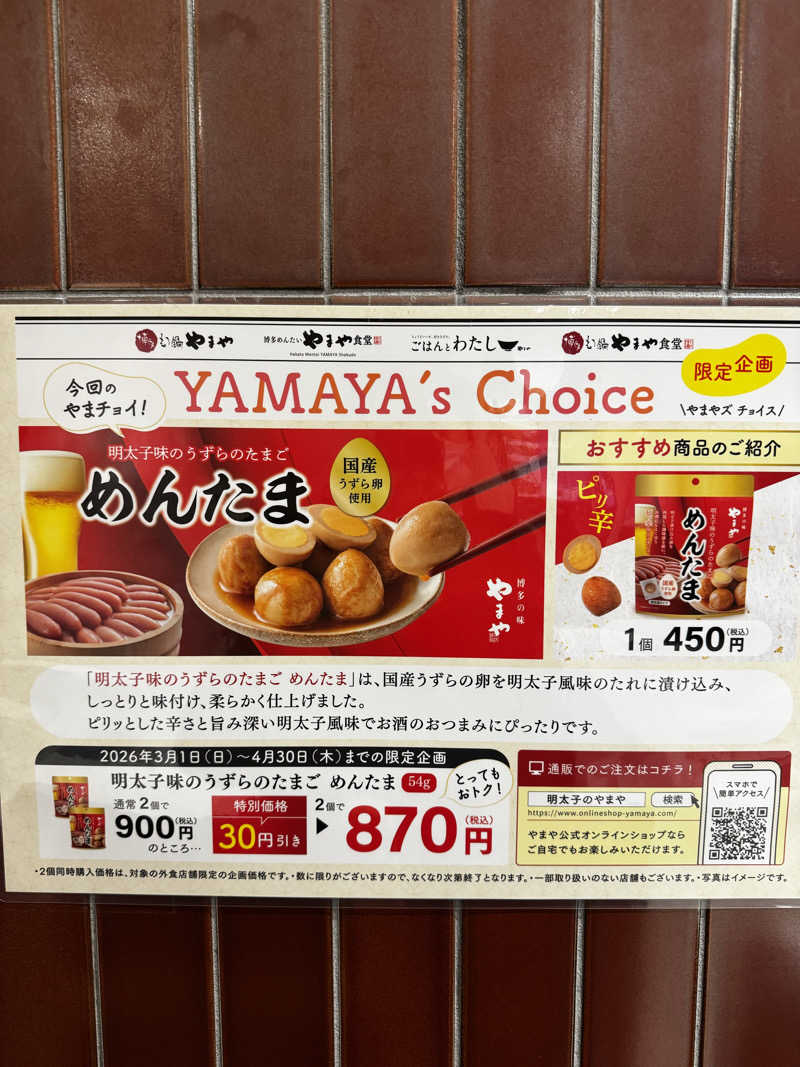 博多もつ鍋 やまや
博多めんたい やまや食堂
Hakata Mentai YAMAYA Shokudo
ごはんとわたし
やまや食堂
今回の
やまチョイ!
YAMAYA's Choice
限定企画
\やまやズ チョイス/
明太子味のうずらのたまご
めんたま
国産
うずら卵
使用
博多の味
やまや
おすすめ商品のご紹介
ピリ辛
博多の味
やまや
明太子味のうずらのたまご
めんたま
1個 450円(税込)
「明太子味のうずらのたまご めんたま」は、国産うずらの卵を明太子風味のたれに漬け込み、
しっとりと味付け、柔らかく仕上げました。
ピリッとした辛さと旨み深い明太子風味でお酒のおつまみにぴったりです。
2026年3月1日(日)~4月30日(木)までの限定企画
明太子味のうずらのたまご めんたま 54g
とっても
おトク!
通常2個で
900円(税込)
のところ…
特別価格
30円引き
2個で
870円(税込)
通販でのご注文はコチラ!
明太子のやまや 検索
https://www.onlineshop-yamaya.com/
やまや公式オンラインショップなら
ご自宅でもお楽しみいただけます。
スマホで
\簡単アクセス/
・2個同時購入価格は、対象の外食店舗限定の企画価格です。・数に限りがございますので、なくなり次第終了となります。・一部取り扱いのない店舗もございます。・写真はイメージです。